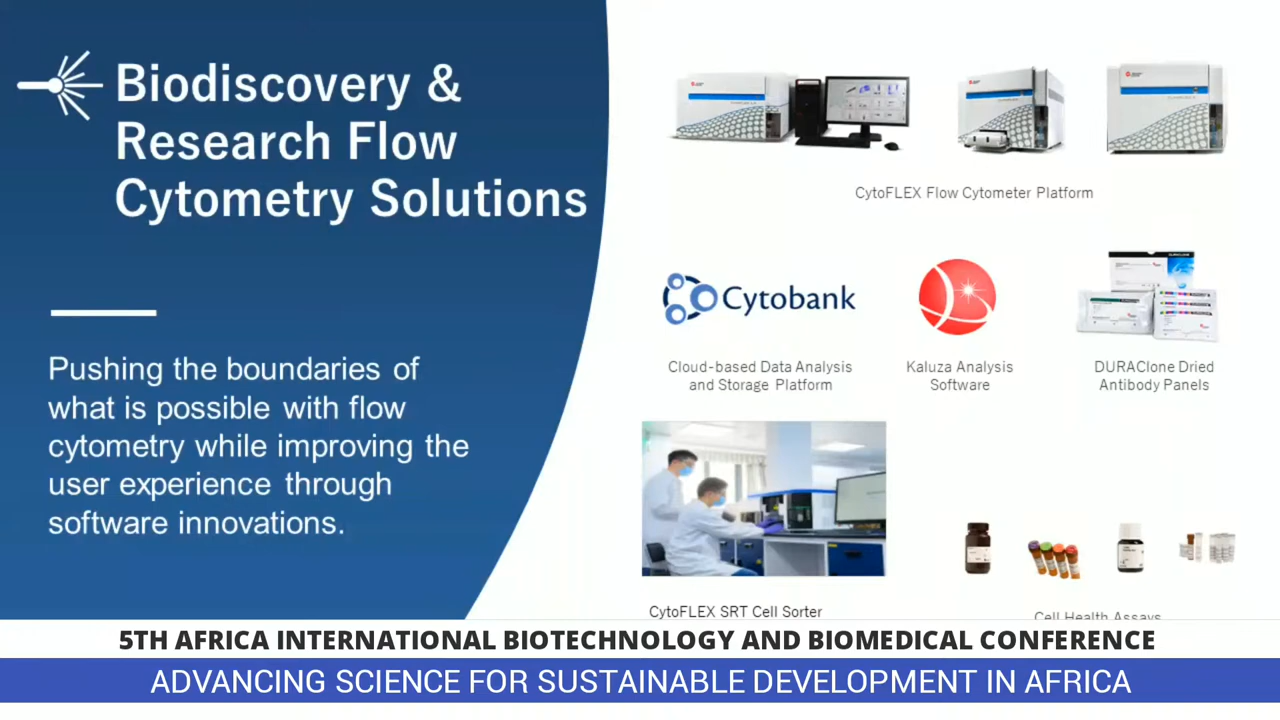 Biodiscovery &
Research Flow
Cytometry Solutions
Pushing the boundaries of
what is possible with flow
cytometry while improving the
user experience through
software innovations.
CytoFLEX Flow Cytometer Platform
Cytobank
Cloud-based Data Analysis
and Storage Platform
Kaluza Analysis
Software
DURAClone Dried
Antibody Panels
CytoFLEX SRT Cell Sorter
Cell Health Assays
5TH AFRICA INTERNATIONAL BIOTECHNOLOGY AND BIOMEDICAL CONFERENCE
ADVANCING SCIENCE FOR SUSTAINABLE DEVELOPMENT IN AFRICA